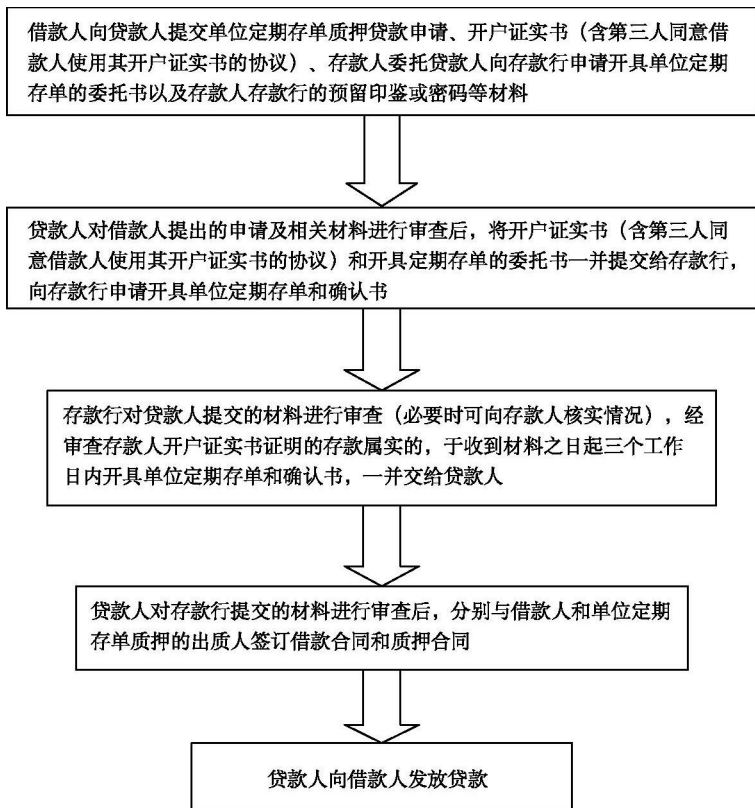 借款人向贷款人提交单位定期存单质押贷款申请、开户证实书（含第三人同意借
款人使用其开户证实书的协议）、存款人委托贷款人向存款行申请开具单位定期
存单的委托书以及存款人存款行的预留印鉴或密码等材料
贷款人对借款人提出的申请及相关材料进行审查后，将开户证实书（含第三人同
意借款人使用其开户证实书的协议）和开具定期存单的委托书一并提交给存款行，
向存款行申请开具单位定期存单和确认书
存款行对贷款人提交的材料进行审查（必要时可向存款人核实情况），经
审查存款人开户证实书证明的存款属实的，于收到材料之日起三个工作
日内开具单位定期存单和确认书，一并交给贷款人
贷款人对存款行提交的材料进行审查后，分别与借款人和单位定期
存单质押的出质人签订借款合同和质押合同
贷款人向借款人发放贷款